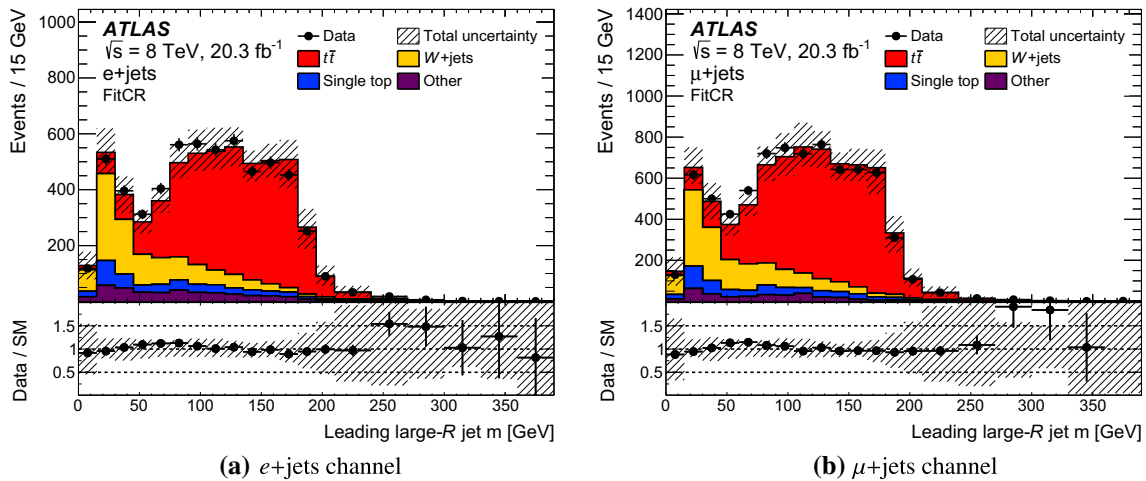 ATLAS
√s = 8 TeV, 20.3 fb-1
e+jets
FitCR
Data
Total uncertainty
tt̄
W+jets
Single top
Other
Events / 15 GeV
1000
800
600
400
200
Data / SM
1.5
1
0.5
0 50 100 150 200 250 300 350
Leading large-R jet m [GeV]
(a) e+jets channel
ATLAS
√s = 8 TeV, 20.3 fb-1
μ+jets
FitCR
Data
Total uncertainty
tt̄
W+jets
Single top
Other
Events / 15 GeV
1400
1200
1000
800
600
400
200
Data / SM
1.5
1
0.5
0 50 100 150 200 250 300 350
Leading large-R jet m [GeV]
(b) μ+jets channel